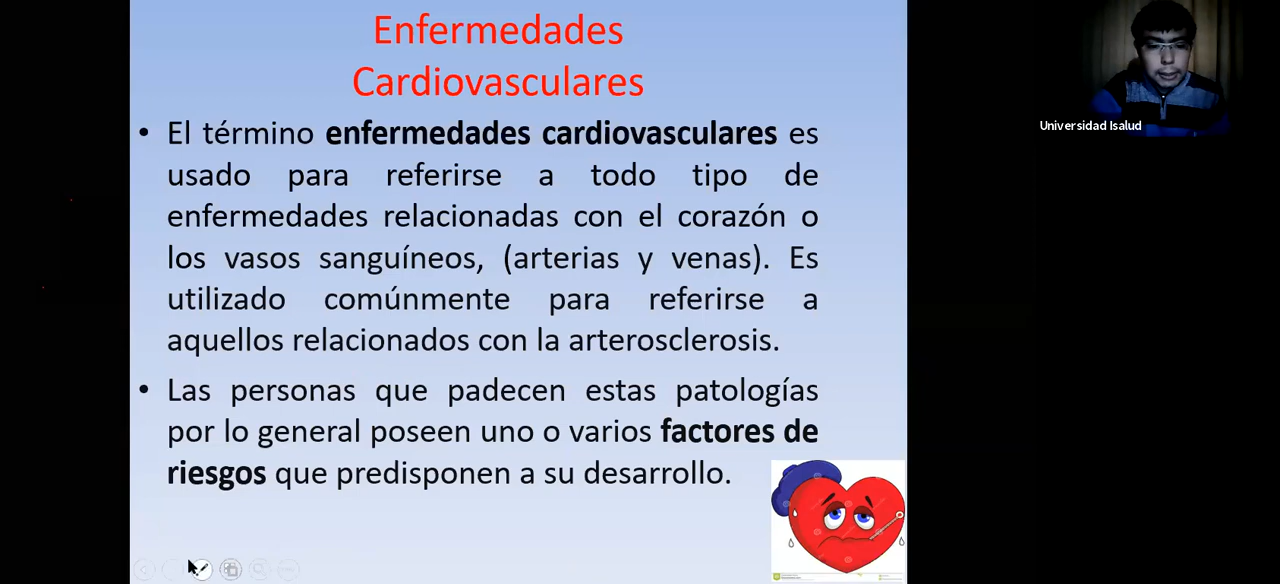 Enfermedades
Cardiovasculares
• El término enfermedades cardiovasculares es
usado para referirse a todo tipo de
enfermedades relacionadas con el corazón o
los vasos sanguíneos, (arterias y venas). Es
utilizado comúnmente para referirse a
aquellos relacionados con la arterosclerosis.
• Las personas que padecen estas patologías
por lo general poseen uno o varios factores de
riesgos que predisponen a su desarrollo.
Universidad Isalud